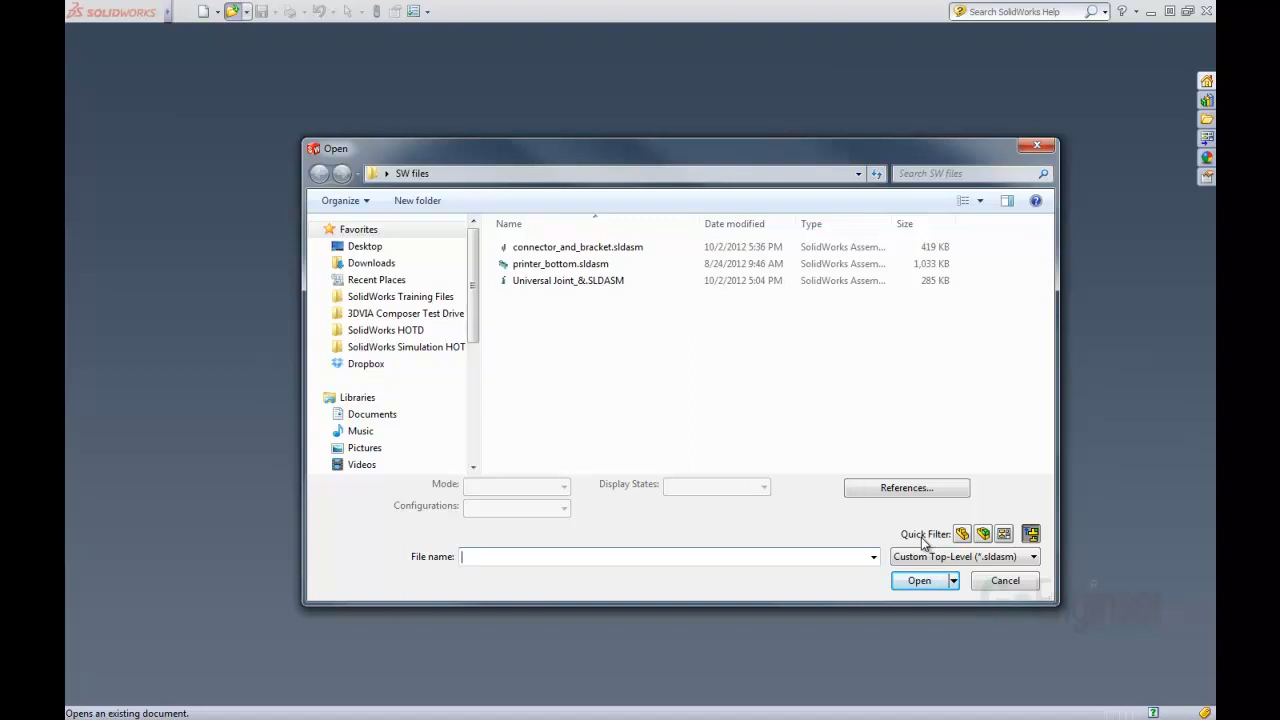 SOLIDWORKS
Search SolidWorks Help
Open
SW files
Search SW files
Organize
New folder
Name
Date modified
Type
Size
Favorites
Desktop
Downloads
Recent Places
SolidWorks Training Files
3DVIA Composer Test Drive
SolidWorks HOTD
SolidWorks Simulation HOT
Dropbox
Libraries
Documents
Music
Pictures
Videos
connector_and_bracket.sldasm 10/2/2012 5:36 PM SolidWorks Assem... 419 KB
printer_bottom.sldasm 8/24/2012 9:46 AM SolidWorks Assem... 1,033 KB
Universal Joint_&.SLDASM 10/2/2012 5:04 PM SolidWorks Assem... 285 KB
Mode:
Display States:
References...
Configurations:
Quick Filter:
File name:
Custom Top-Level (*.sldasm)
Open
Cancel
Opens an existing document.